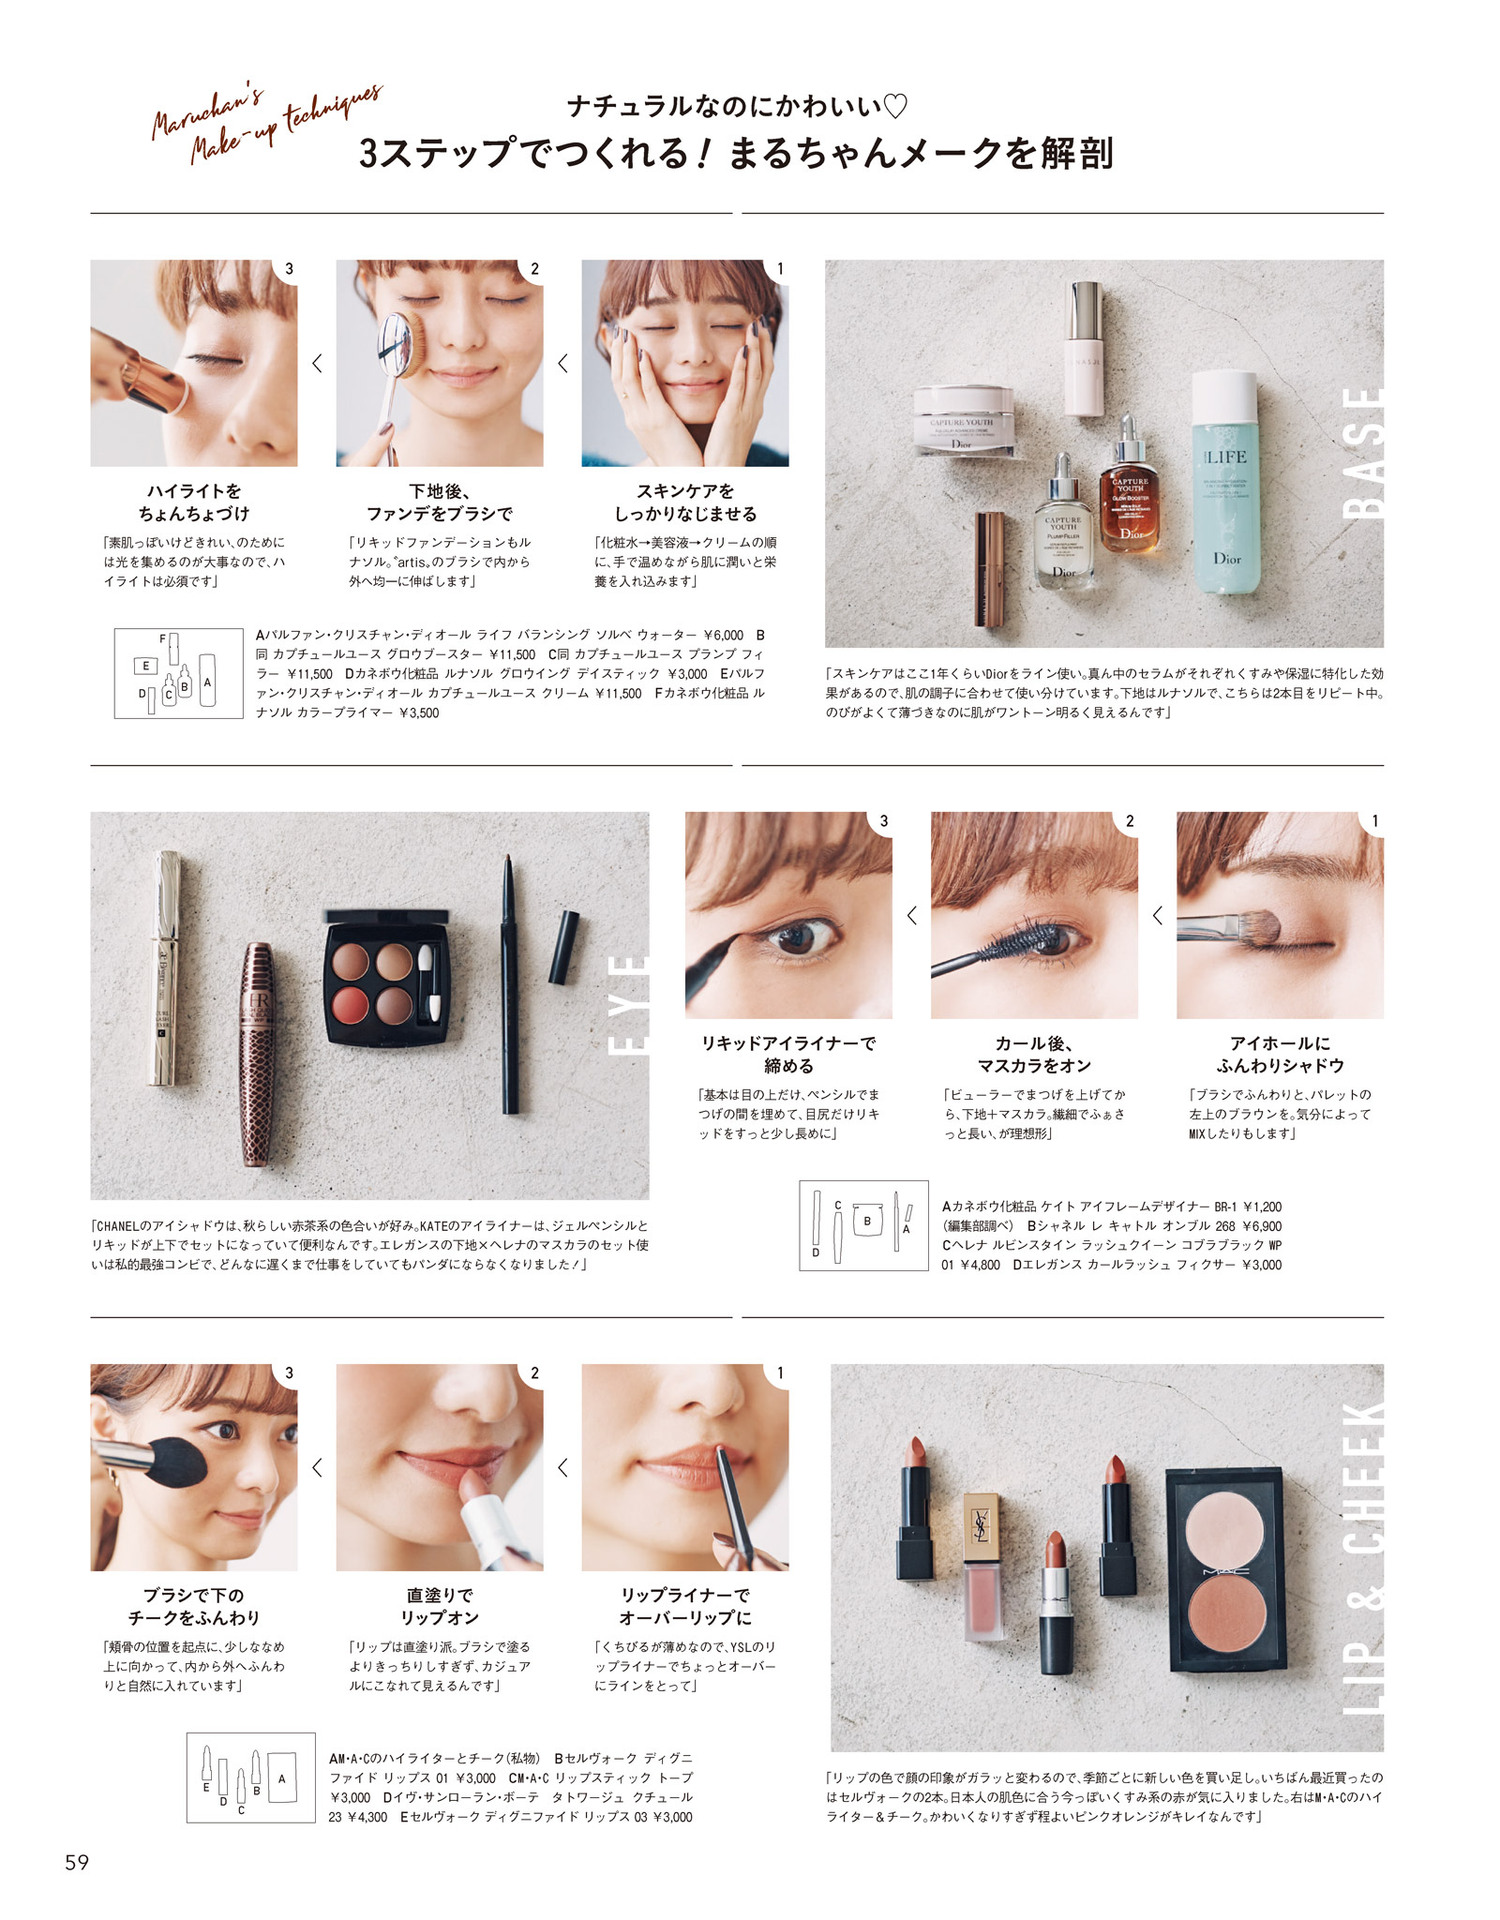 Maruchan's
Make-up techniques
ナチュラルなのにかわいい♡
3ステップでつくれる! まるちゃんメークを解剖
BASE
CAPTURE YOUTH
Dior
CAPTURE
YOUTH
GLOW BOOSTER
Dior
CAPTURE
YOUTH
PLUMP FILLER
Dior
LIFE
Dior
1
スキンケアを
しっかりなじませる
「化粧水→美容液→クリームの順
に、手で温めながら肌に潤いと栄
養を入れ込みます」
2
下地後、
ファンデをブラシで
「リキッドファンデーションもル
ナソル。〝artis〟のブラシで内から
外へ均一に伸ばします」
3
ハイライトを
ちょんちょづけ
「素肌っぽいけどきれい、のために
は光を集めるのが大事なので、ハ
イライトは必須です」
F
E
D
C
B
A
Aパルファン・クリスチャン・ディオール ライフ バランシング ソルベ ウォーター ¥6,000 B
同 カプチュールユース グロウブースター ¥11,500 C同 カプチュールユース プランプ フィ
ラー ¥11,500 Dカネボウ化粧品 ルナソル グロウイング デイスティック ¥3,000 Eパルフ
ァン・クリスチャン・ディオール カプチュールユース クリーム ¥11,500 Fカネボウ化粧品 ル
ナソル カラープライマー ¥3,500
「スキンケアはここ1年くらいDiorをライン使い。真ん中のセラムがそれぞれくすみや保湿に特化した効
果があるので、肌の調子に合わせて使い分けています。下地はルナソルで、こちらは2本目をリピート中。
のびがよくて薄づきなのに肌がワントーン明るく見えるんです」
EYE
HR
1
アイホールに
ふんわりシャドウ
「ブラシでふんわりと、パレットの
左上のブラウンを。気分によって
MIXしたりもします」
2
カール後、
マスカラをオン
「ビューラーでまつげを上げてか
ら、下地＋マスカラ。繊細でふぁさ
っと長い、が理想形」
3
リキッドアイライナーで
締める
「基本は目の上だけ、ペンシルでま
つげの間を埋めて、目尻だけリキ
ッドをすっと少し長めに」
「CHANELのアイシャドウは、秋らしい赤茶系の色合いが好み。KATEのアイライナーは、ジェルペンシルと
リキッドが上下でセットになっていて便利なんです。エレガンスの下地×ヘレナのマスカラのセット使
いは私的最強コンビで、どんなに遅くまで仕事をしていてもパンダにならなくなりました!」
D
C
B
A
Aカネボウ化粧品 ケイト アイフレームデザイナー BR-1 ¥1,200
(編集部調べ) Bシャネル レ キャトル オンブル 268 ¥6,900
Cヘレナ ルビンスタイン ラッシュクイーン コブラブラック WP
01 ¥4,800 Dエレガンス カールラッシュ フィクサー ¥3,000
LIP & CHEEK
YSL
MAC
1
リップライナーで
オーバーリップに
「くちびるが薄めなので、YSLのリ
ップライナーでちょっとオーバー
にラインをとって」
2
直塗りで
リップオン
「リップは直塗り派。ブラシで塗る
よりきっちりしすぎず、カジュア
ルにこなれて見えるんです」
3
ブラシで下の
チークをふんわり
「頬骨の位置を起点に、少しななめ
上に向かって、内から外へふんわ
りと自然に入れています」
E
D
C
B
A
AM・A・Cのハイライターとチーク(私物) Bセルヴォーク ディグニ
ファイド リップス 01 ¥3,000 CM・A・C リップスティック トープ
¥3,000 Dイヴ・サンローラン・ボーテ タトワージュ クチュール
23 ¥4,300 Eセルヴォーク ディグニファイド リップス 03 ¥3,000
「リップの色で顔の印象がガラッと変わるので、季節ごとに新しい色を買い足し。いちばん最近買ったの
はセルヴォークの2本。日本人の肌色に合う今っぽいくすみ系の赤が気に入りました。右はM・A・Cのハイ
ライター＆チーク。かわいくなりすぎず程よいピンクオレンジがキレイなんです」
59